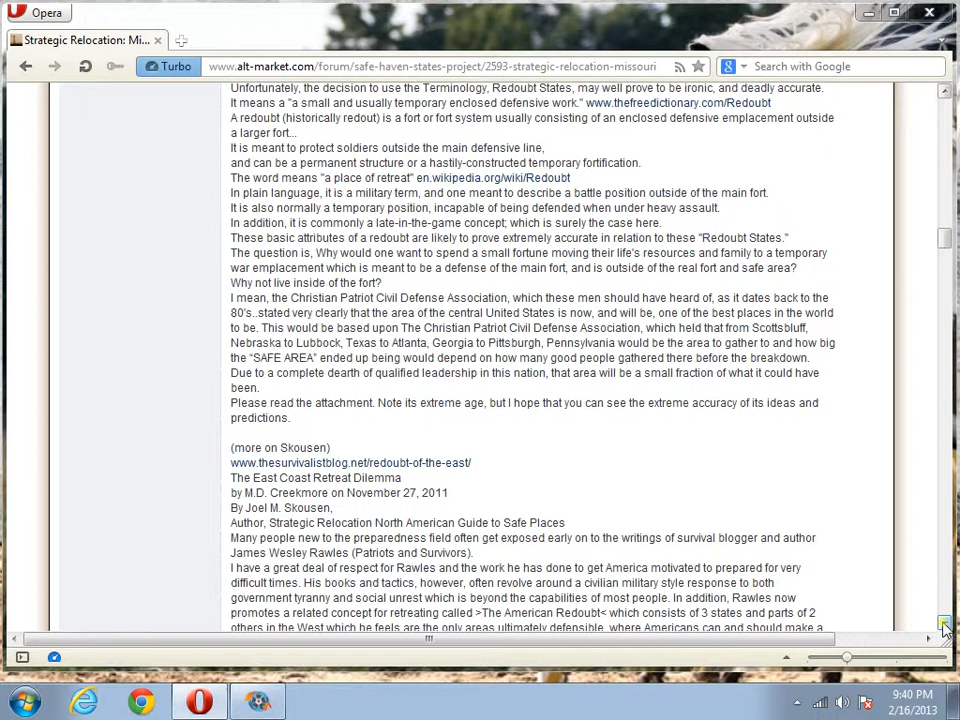 Opera
Strategic Relocation: Mi...
Turbo
www.alt-market.com/forum/safe-haven-states-project/2593-strategic-relocation-missouri
Search with Google
Unfortunately, the decision to use the Terminology, Redoubt States, may well prove to be ironic, and deadly accurate.
It means a "a small and usually temporary enclosed defensive work." www.thefreedictionary.com/Redoubt
A redoubt (historically redout) is a fort or fort system usually consisting of an enclosed defensive emplacement outside
a larger fort...
It is meant to protect soldiers outside the main defensive line,
and can be a permanent structure or a hastily-constructed temporary fortification.
The word means "a place of retreat" en.wikipedia.org/wiki/Redoubt
In plain language, it is a military term, and one meant to describe a battle position outside of the main fort.
It is also normally a temporary position, incapable of being defended when under heavy assault.
In addition, it is commonly a late-in-the-game concept; which is surely the case here.
These basic attributes of a redoubt are likely to prove extremely accurate in relation to these "Redoubt States."
The question is, Why would one want to spend a small fortune moving their life's resources and family to a temporary
war emplacement which is meant to be a defense of the main fort, and is outside of the real fort and safe area?
Why not live inside of the fort?
I mean, the Christian Patriot Civil Defense Association, which these men should have heard of, as it dates back to the
80's..stated very clearly that the area of the central United States is now, and will be, one of the best places in the world
to be. This would be based upon The Christian Patriot Civil Defense Association, which held that from Scottsbluff,
Nebraska to Lubbock, Texas to Atlanta, Georgia to Pittsburgh, Pennsylvania would be the area to gather to and how big
the “SAFE AREA” ended up being would depend on how many good people gathered there before the breakdown.
Due to a complete dearth of qualified leadership in this nation, that area will be a small fraction of what it could have
been.
Please read the attachment. Note its extreme age, but I hope that you can see the extreme accuracy of its ideas and
predictions.
(more on Skousen)
www.thesurvivalistblog.net/redoubt-of-the-east/
The East Coast Retreat Dilemma
by M.D. Creekmore on November 27, 2011
By Joel M. Skousen,
Author, Strategic Relocation North American Guide to Safe Places
Many people new to the preparedness field often get exposed early on to the writings of survival blogger and author
James Wesley Rawles (Patriots and Survivors).
I have a great deal of respect for Rawles and the work he has done to get America motivated to prepared for very
difficult times. His books and tactics, however, often revolve around a civilian military style response to both
government tyranny and social unrest which is beyond the capabilities of most people. In addition, Rawles now
promotes a related concept for retreating called >The American Redoubt< which consists of 3 states and parts of 2
others in the West which he feels are the only areas ultimately defensible, where Americans can and should make a
9:40 PM
2/16/2013